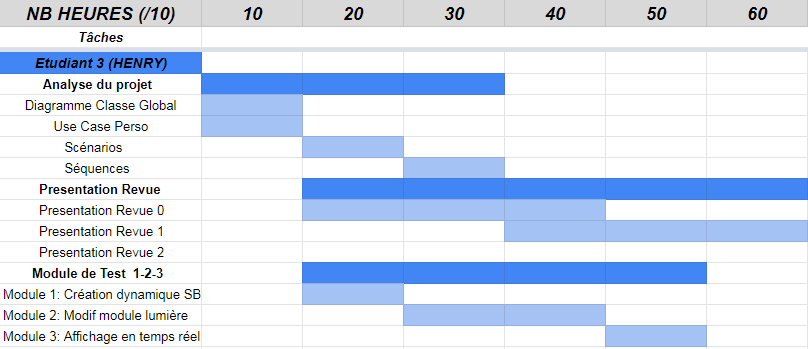 NB HEURES (/10) 10 20 30 40 50 60
Tâches
Etudiant 3 (HENRY)
Analyse du projet
Diagramme Classe Global
Use Case Perso
Scénarios
Séquences
Presentation Revue
Presentation Revue 0
Presentation Revue 1
Presentation Revue 2
Module de Test 1-2-3
Module 1: Création dynamique SB
Module 2: Modif module lumière
Module 3: Affichage en temps réel